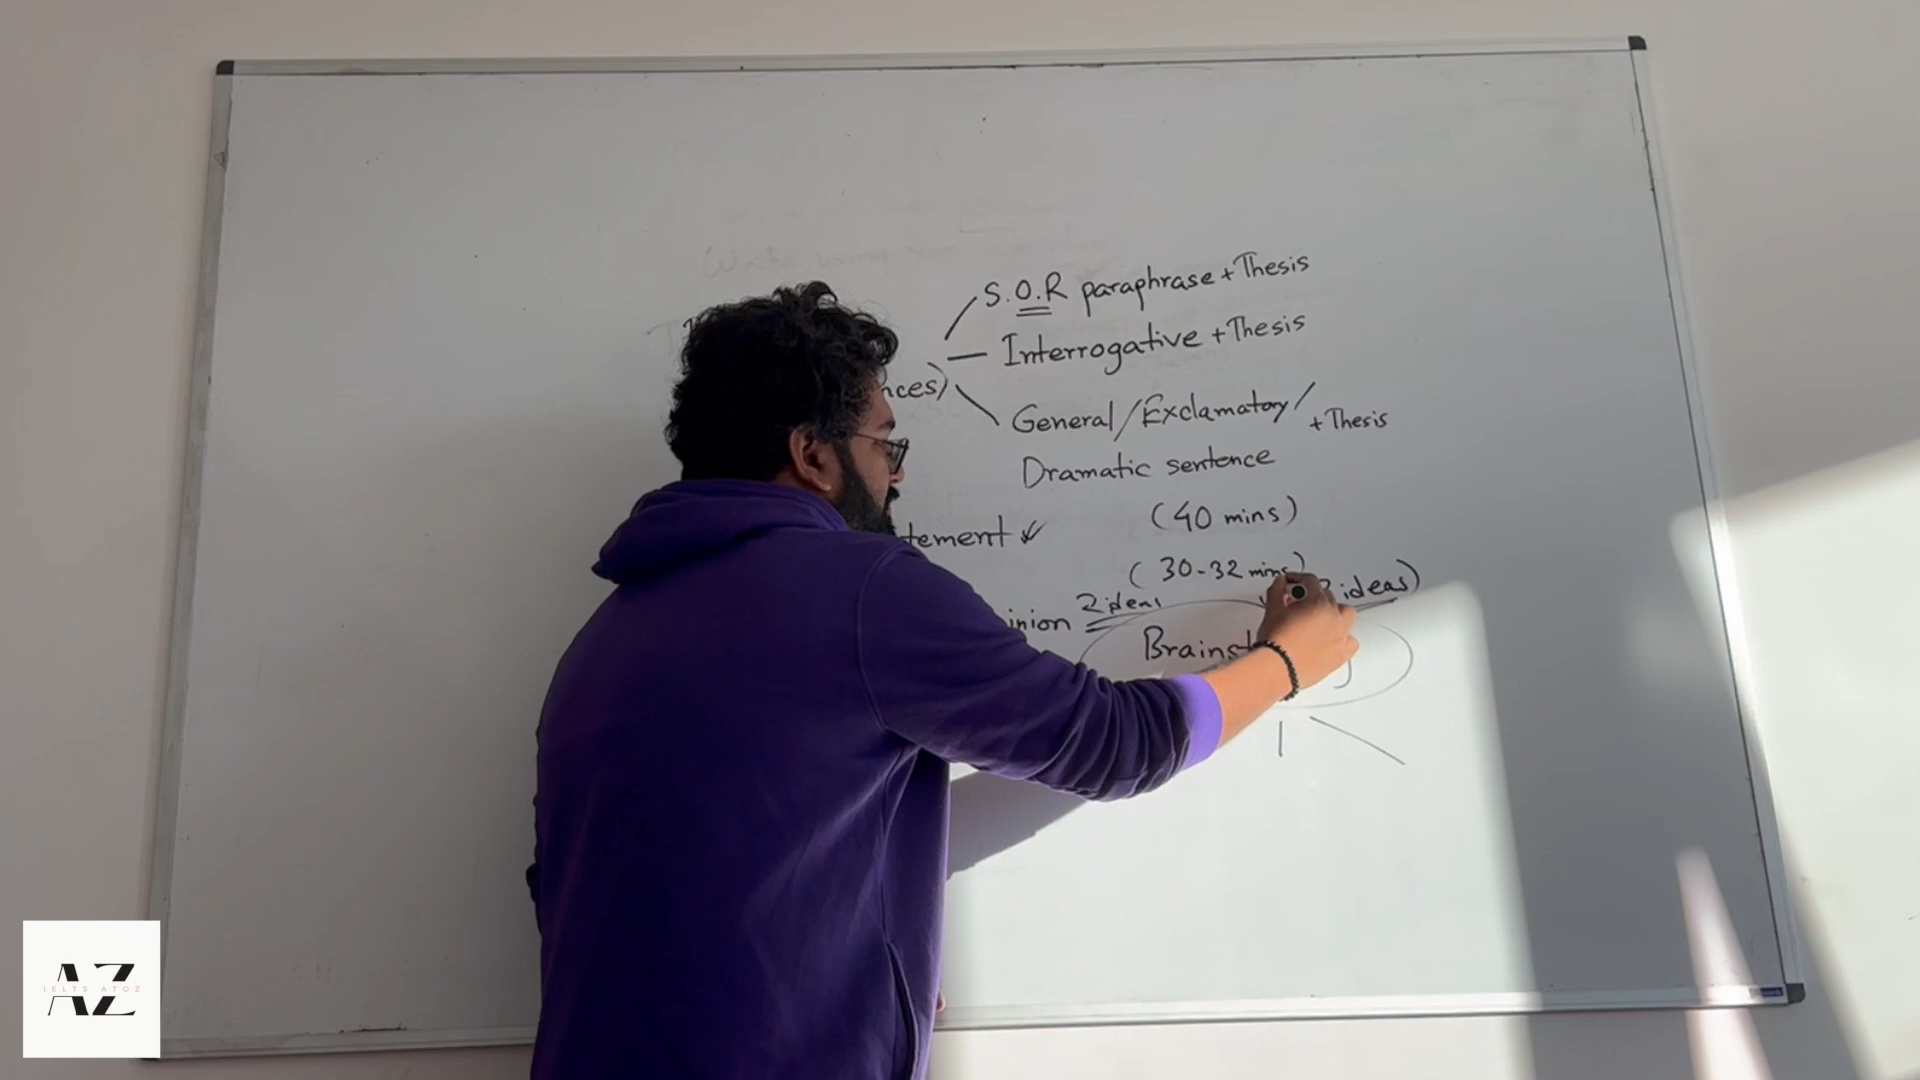 S.O.R paraphrase + Thesis
Interrogative + Thesis
nces)
General/Exclamatory/
+ Thesis
Dramatic sentence
(40 mins)
tement
(30-32 mins)
inion 2 ideas
ideas)
Brainst
AZ
IELTS ATOZ